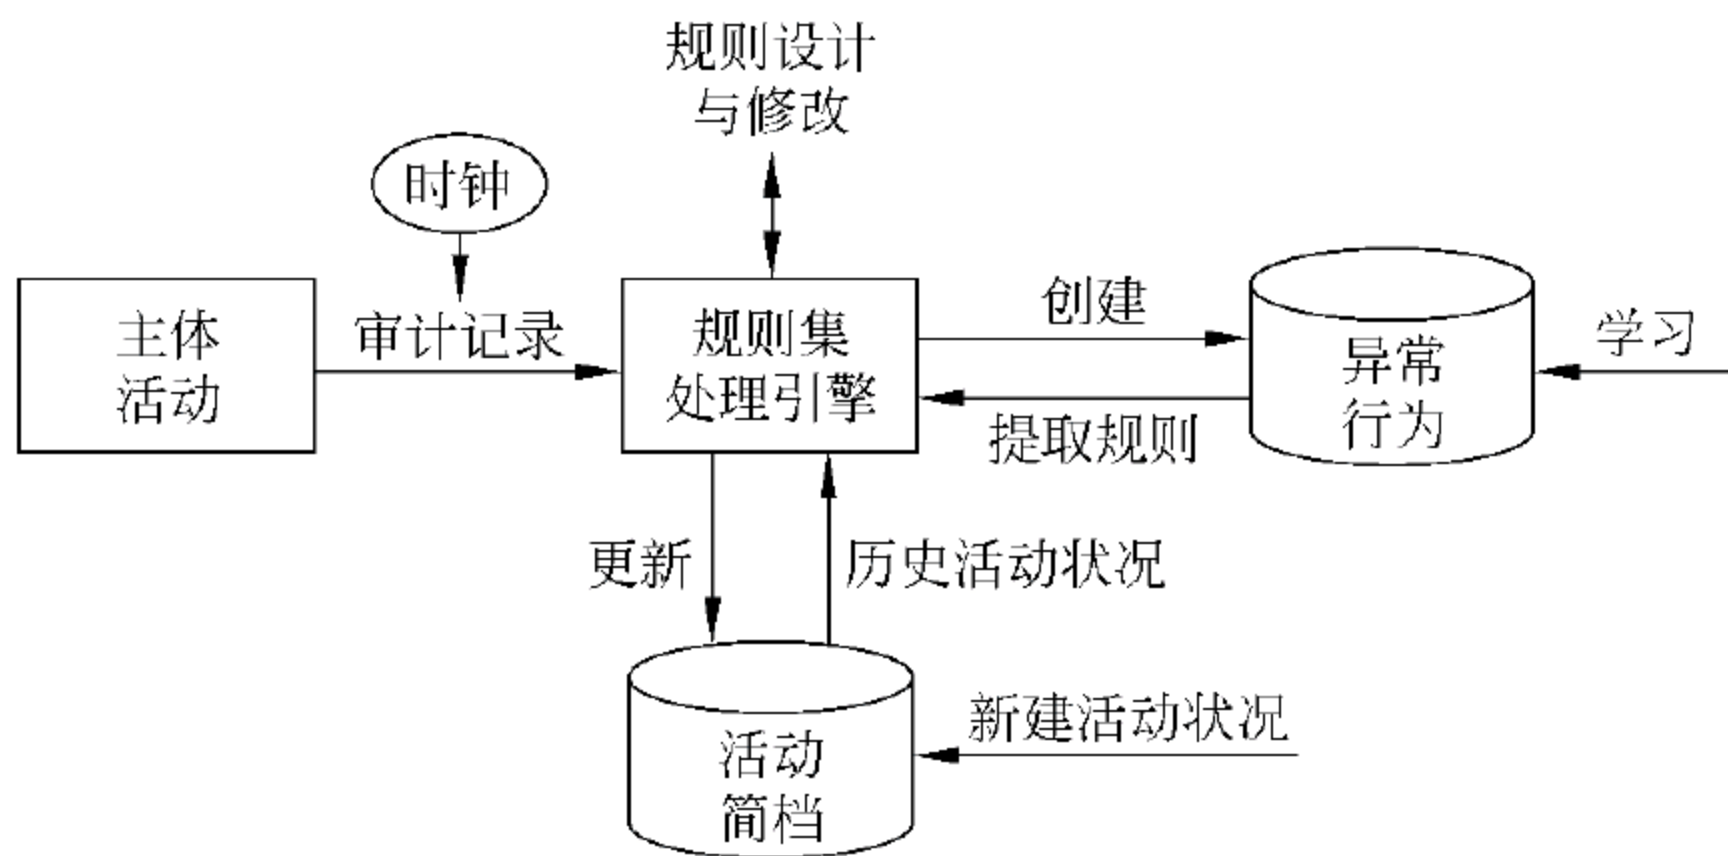 规则设计
与修改
时钟
主体
活动
审计记录
规则集
处理引擎
创建
提取规则
异常
行为
学习
更新
历史活动状况
新建活动状况
活动
简档